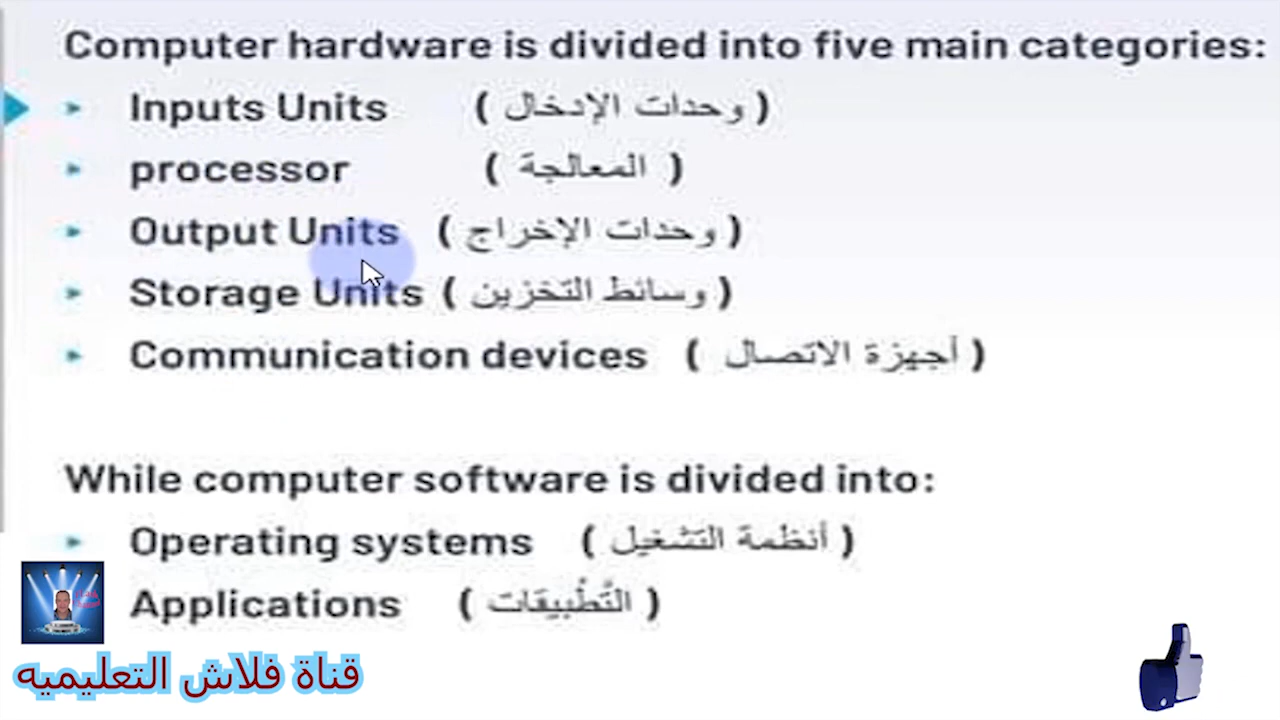 Computer hardware is divided into five main categories:
Inputs Units ( وحدات الإدخال )
processor ( المعالجة )
Output Units ( وحدات الإخراج )
Storage Units ( وسائط التخزين )
Communication devices ( أجهزة الاتصال )
While computer software is divided into:
Operating systems ( أنظمة التشغيل )
Applications ( التَّطْبيقات )
قناة فلاش التعليميه